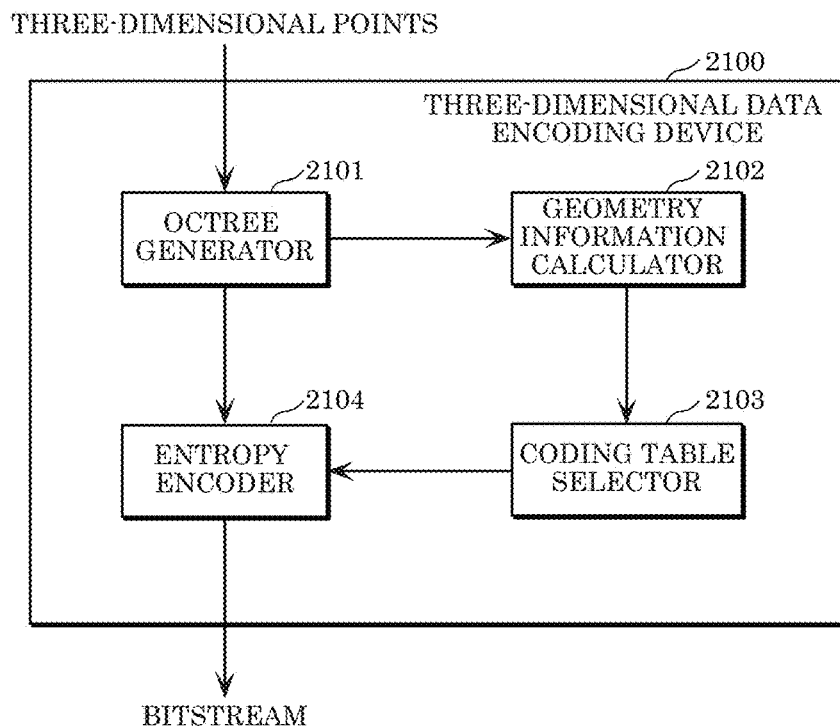 THREE-DIMENSIONAL POINTS
2100
THREE-DIMENSIONAL DATA
ENCODING DEVICE
2101
OCTREE
GENERATOR
2102
GEOMETRY
INFORMATION
CALCULATOR
2104
ENTROPY
ENCODER
2103
CODING TABLE
SELECTOR
BITSTREAM